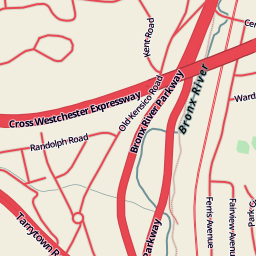 Kent Road
Cross Westchester Expressway
Old Kensico Road
Bronx River Parkway
Bronx River
Randolph Road
Tarrytown
Parkway
Ferris Avenue
Fairview Avenue
Ward
Park